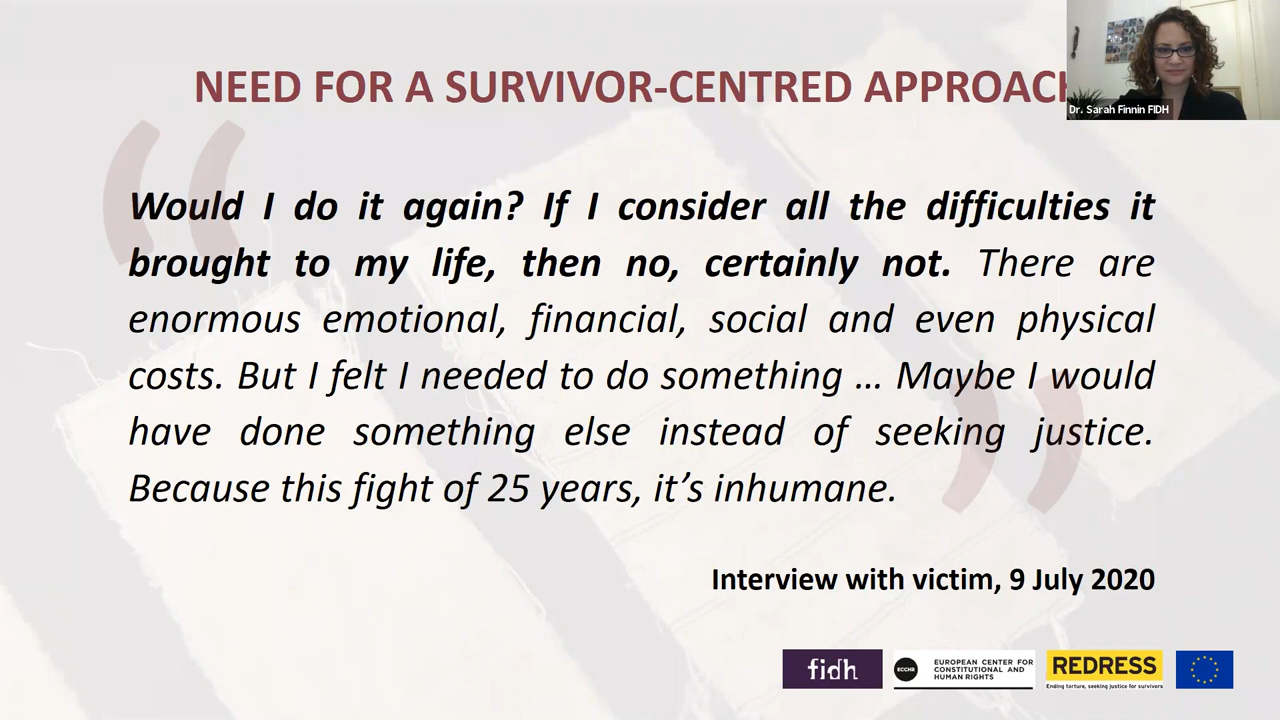 NEED FOR A SURVIVOR-CENTRED APPROACH
Dr. Sarah Finnin FIDH
Would I do it again? If I consider all the difficulties it
brought to my life, then no, certainly not. There are
enormous emotional, financial, social and even physical
costs. But I felt I needed to do something … Maybe I would
have done something else instead of seeking justice.
Because this fight of 25 years, it’s inhumane.
Interview with victim, 9 July 2020
fidh
ECCHR
EUROPEAN CENTER FOR
CONSTITUTIONAL AND
HUMAN RIGHTS
REDRESS
Ending torture, seeking justice for survivors